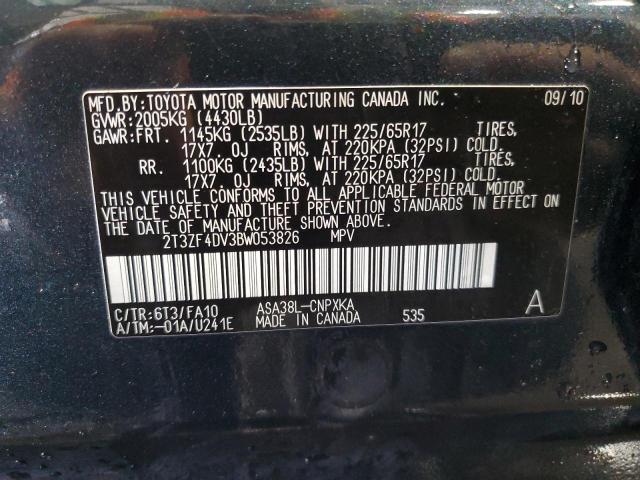 MFD.BY:TOYOTA MOTOR MANUFACTURING CANADA INC. 09/10
GVWR:2005KG (4430LB)
GAWR:FRT. 1145KG (2535LB) WITH 225/65R17 TIRES,
17X7. 0J RIMS, AT 220KPA (32PSI) COLD.
RR. 1100KG (2435LB) WITH 225/65R17 TIRES,
17X7. 0J RIMS, AT 220KPA (32PSI) COLD.
THIS VEHICLE CONFORMS TO ALL APPLICABLE FEDERAL MOTOR
VEHICLE SAFETY AND THEFT PREVENTION STANDARDS IN EFFECT ON
THE DATE OF MANUFACTURE SHOWN ABOVE.
2T3ZF4DV3BW053826 MPV
C/TR:6T3/FA10 ASA38L-CNPXKA A
A/TM:-01A/U241E MADE IN CANADA 535